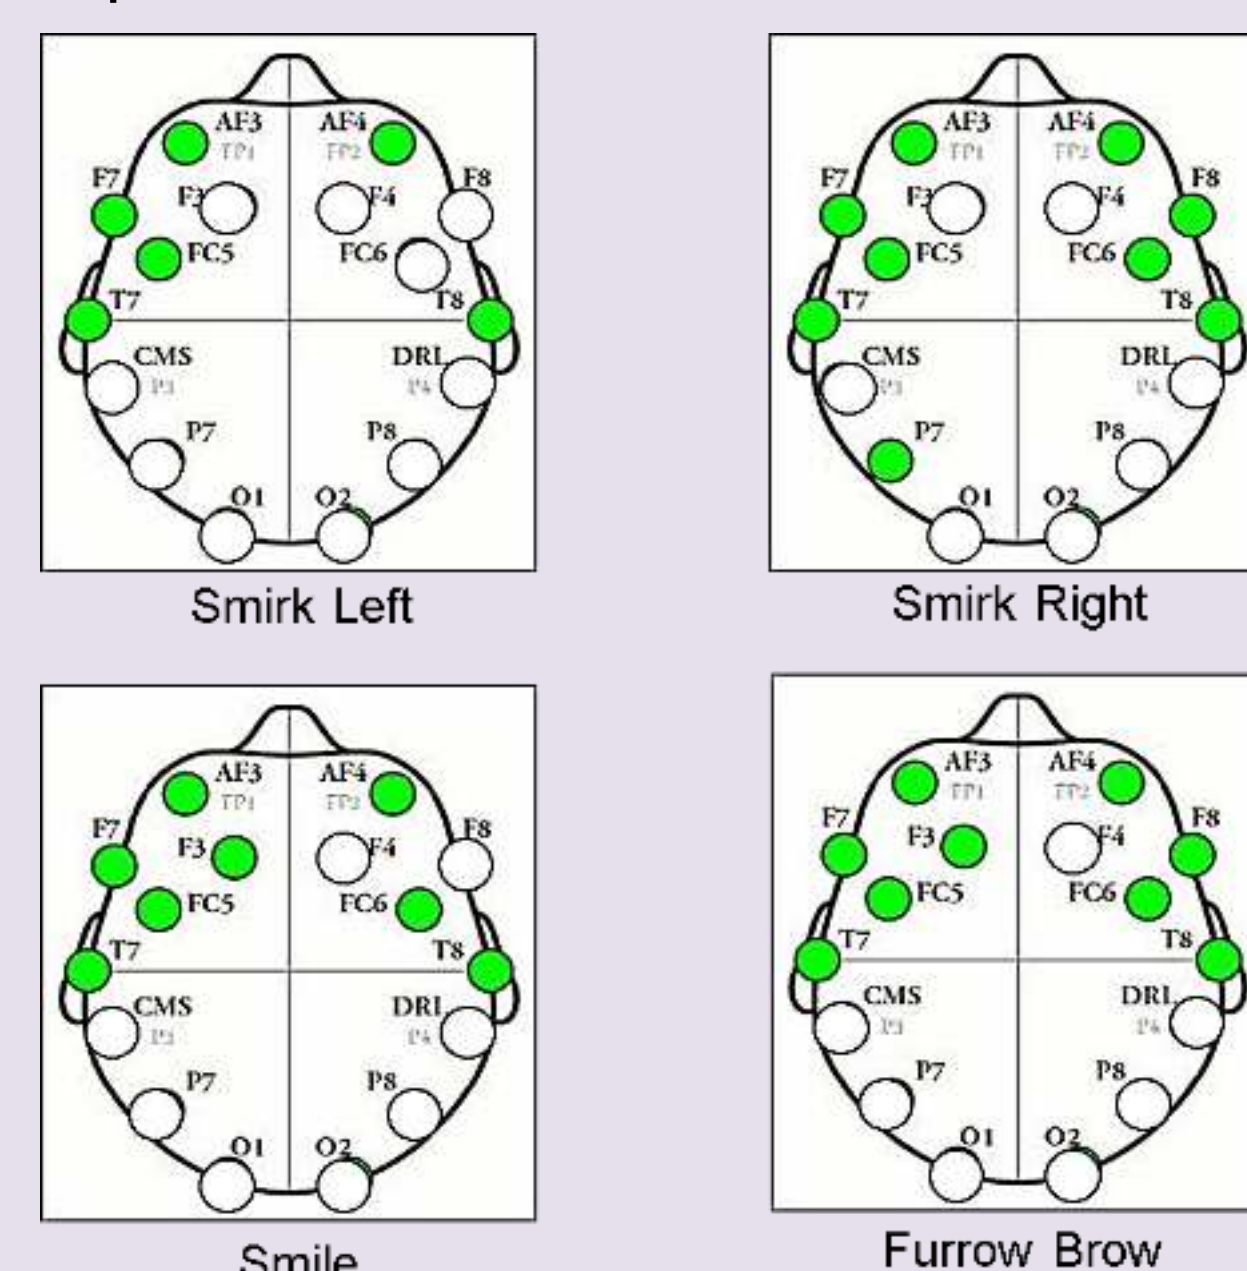 AF3 AF4
FP1 FP2
F7 F3 F4 F8
FC5 FC6
T7 T8
CMS DRL
P3 P4
P7 P8
O1 O2
Smirk Left
AF3 AF4
FP1 FP2
F7 F3 F4 F8
FC5 FC6
T7 T8
CMS DRL
P3 P4
P7 P8
O1 O2
Smirk Right
AF3 AF4
FP1 FP2
F7 F3 F4 F8
FC5 FC6
T7 T8
CMS DRL
P3 P4
P7 P8
O1 O2
Smile
AF3 AF4
FP1 FP2
F7 F3 F4 F8
FC5 FC6
T7 T8
CMS DRL
P3 P4
P7 P8
O1 O2
Furrow Brow